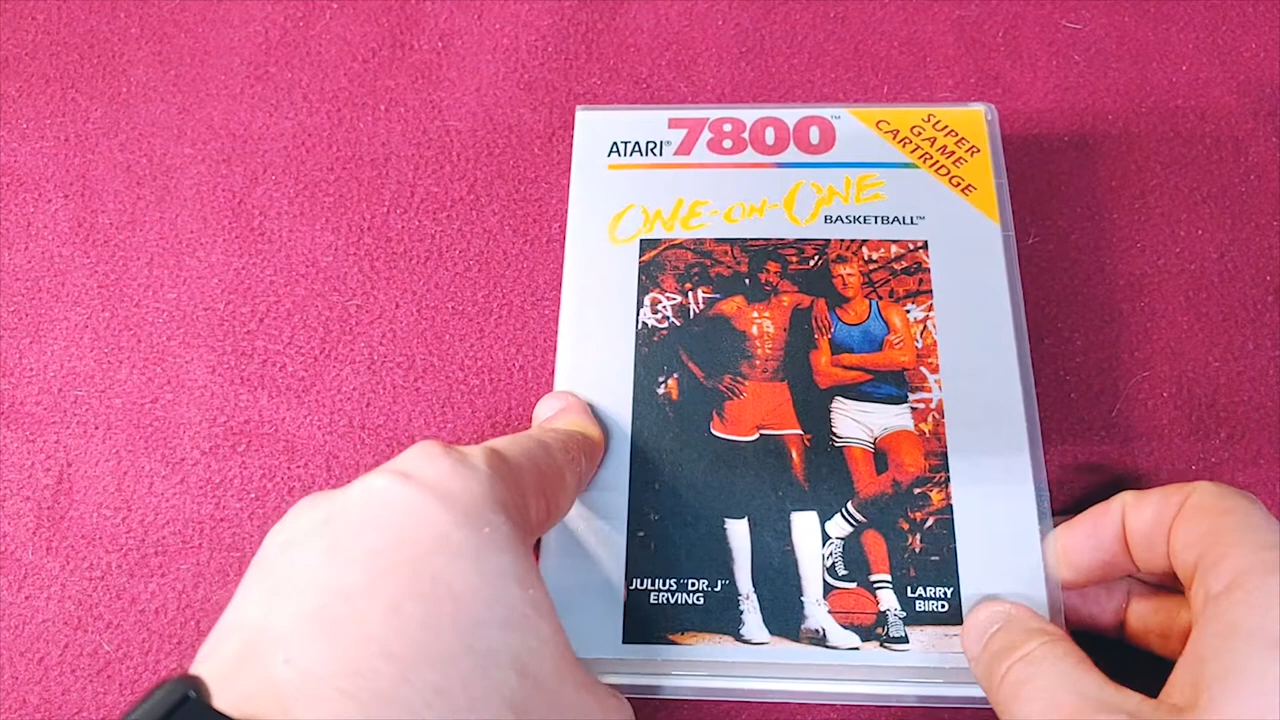 ATARI® 7800™
SUPER
GAME
CARTRIDGE
ONE-ON-ONE
BASKETBALL™
JULIUS "DR. J"
ERVING
LARRY
BIRD